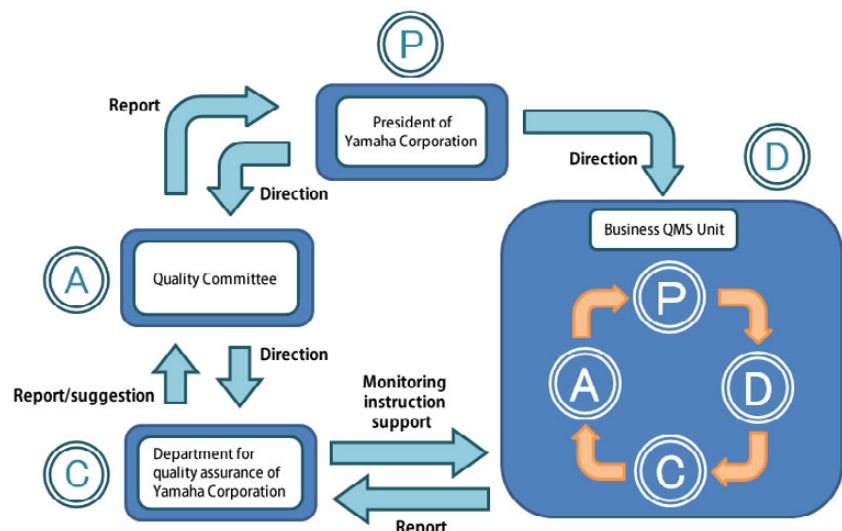 P
Report
President of
Yamaha Corporation
Direction
Direction
D
Business QMS Unit
A
Quality Committee
P
A
D
C
Report/suggestion
Direction
Monitoring
instruction
support
C
Department for
quality assurance of
Yamaha Corporation
Report